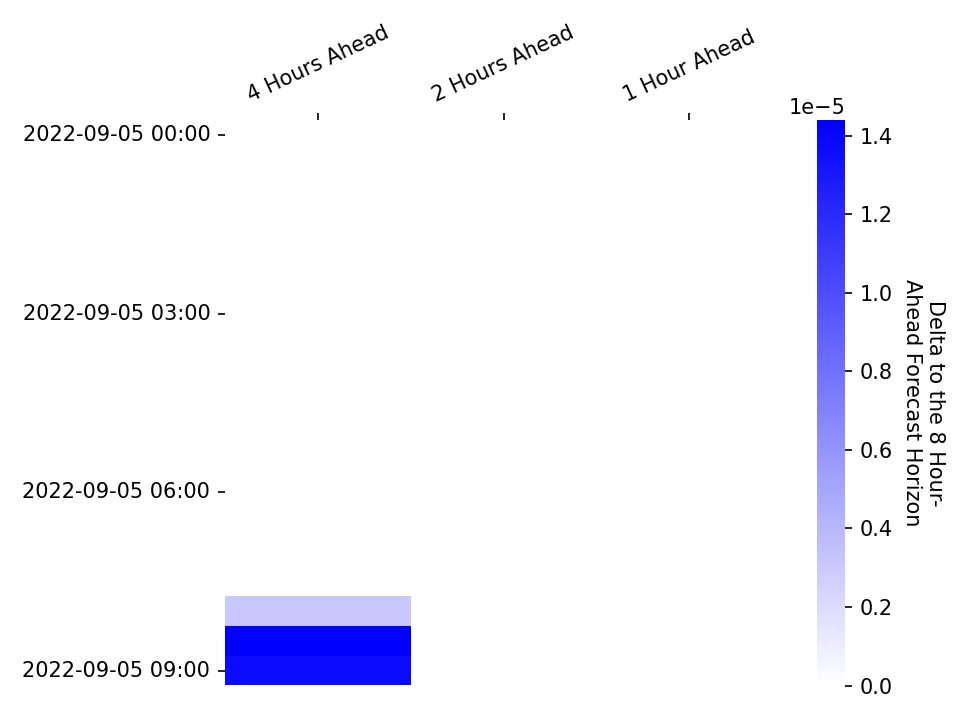 4 Hours Ahead
2 Hours Ahead
1 Hour Ahead
1e−5
2022-09-05 00:00
2022-09-05 03:00
2022-09-05 06:00
2022-09-05 09:00
1.4
1.2
1.0
0.8
0.6
0.4
0.2
0.0
Delta to the 8 Hour-
Ahead Forecast Horizon